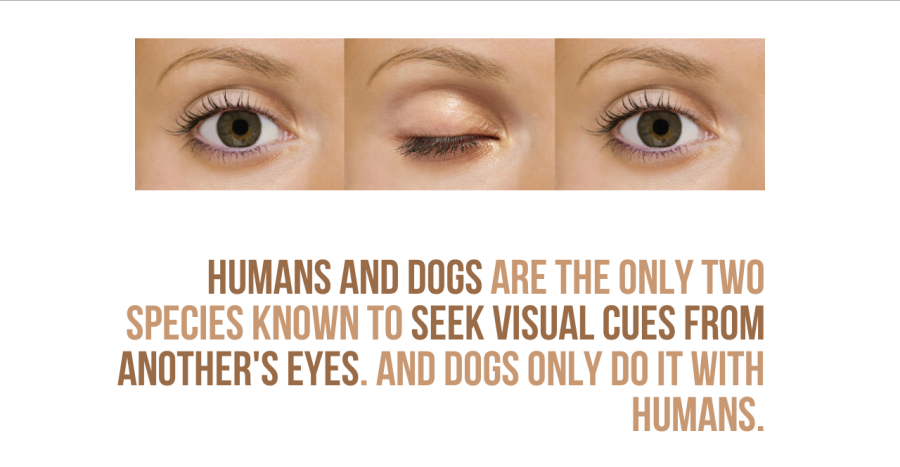 HUMANS AND DOGS ARE THE ONLY TWO
SPECIES KNOWN TO SEEK VISUAL CUES FROM
ANOTHER'S EYES. AND DOGS ONLY DO IT WITH
HUMANS.